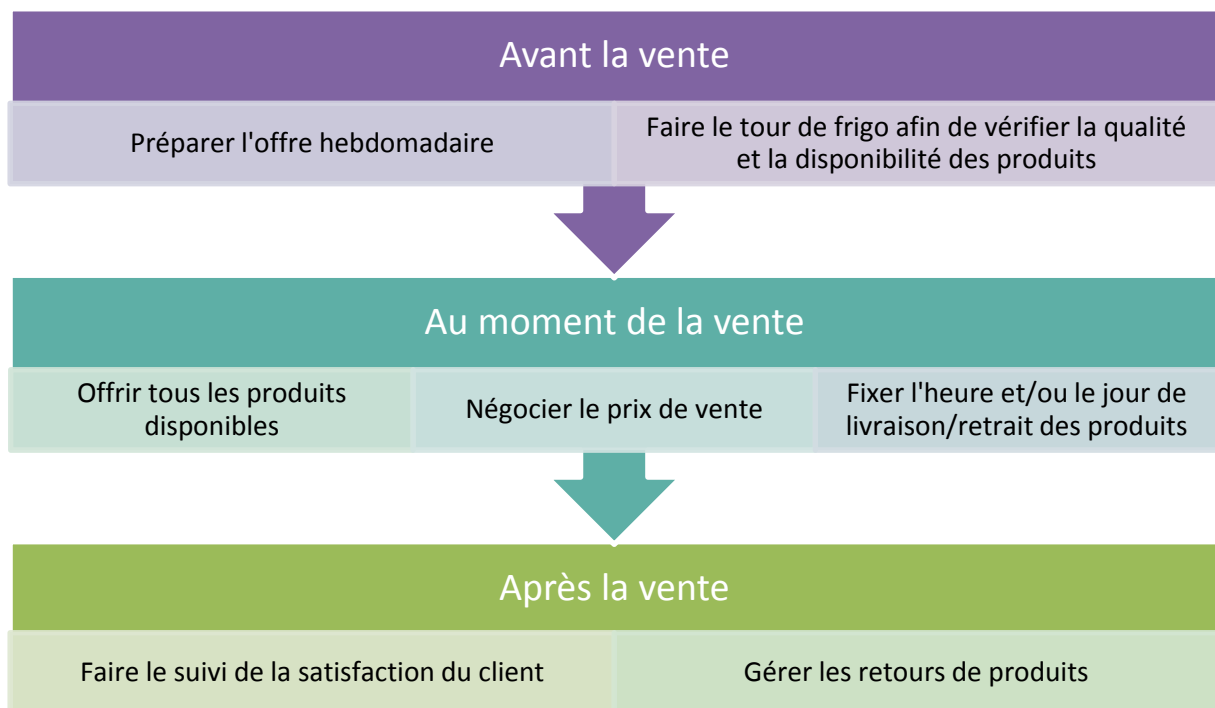 Avant la vente
Préparer l'offre hebdomadaire
Faire le tour de frigo afin de vérifier la qualité
et la disponibilité des produits
Au moment de la vente
Offrir tous les produits
disponibles
Négocier le prix de vente
Fixer l'heure et/ou le jour de
livraison/retrait des produits
Après la vente
Faire le suivi de la satisfaction du client
Gérer les retours de produits